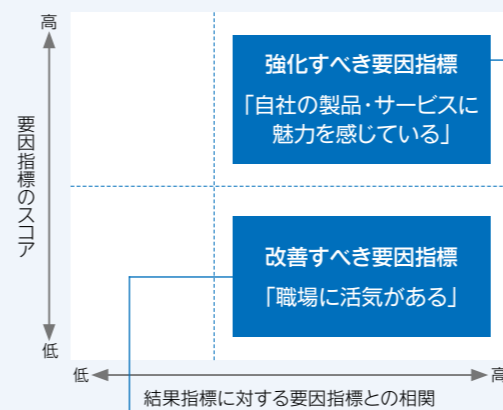 高
要因指標のスコア
低
強化すべき要因指標
「自社の製品・サービスに
魅力を感じている」
改善すべき要因指標
「職場に活気がある」
低
高
結果指標に対する要因指標との相関